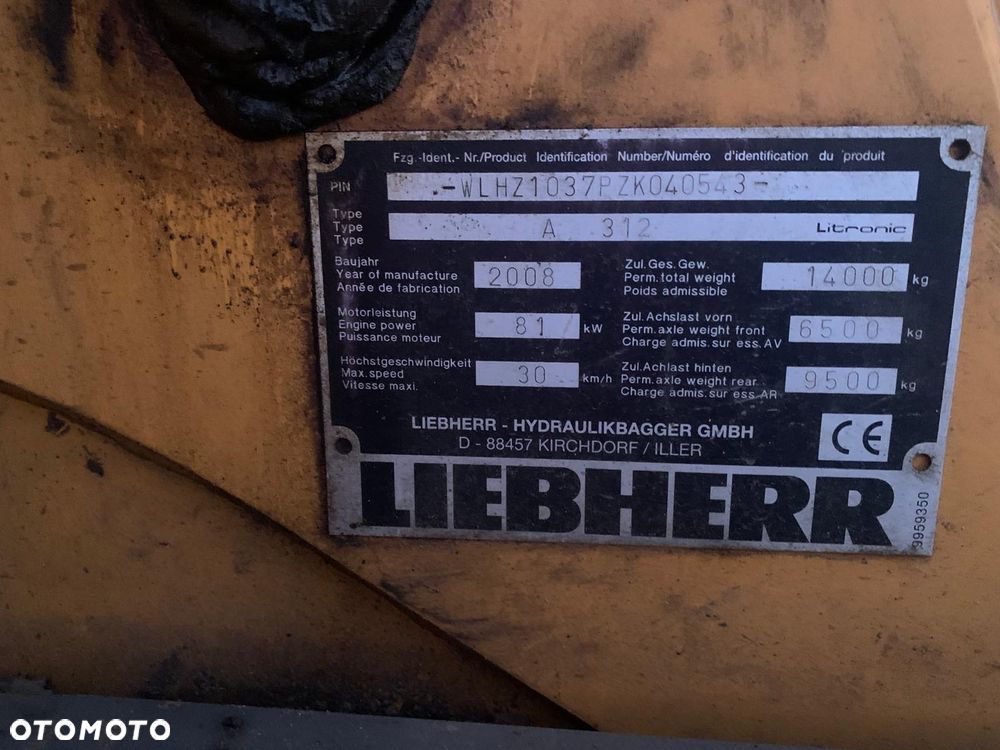 Fzg.-Ident.- Nr./Product Identification Number/Numéro d'identification du produit
PIN .-WLHZ1037PZK040543-
Type
Type
Type
A 312 Litronic
Baujahr
Year of manufacture
Année de fabrication
2008
Zul.Ges.Gew.
Perm.total weight
Poids admissible
14000 kg
Motorleistung
Engine power
Puissance moteur
81 kW
Zul.Achslast vorn
Perm.axle weight front
Charge admis.sur ess.AV
6500 kg
Höchstgeschwindigkeit
Max.speed
Vitesse maxi.
30 km/h
Zul.Achlast hinten
Perm.axle weight rear
Charge admis.sur ess.AR
9500 kg
LIEBHERR - HYDRAULIKBAGGER GMBH
D - 88457 KIRCHDORF / ILLER
CE
LIEBHERR
9959350
OTOMOTO